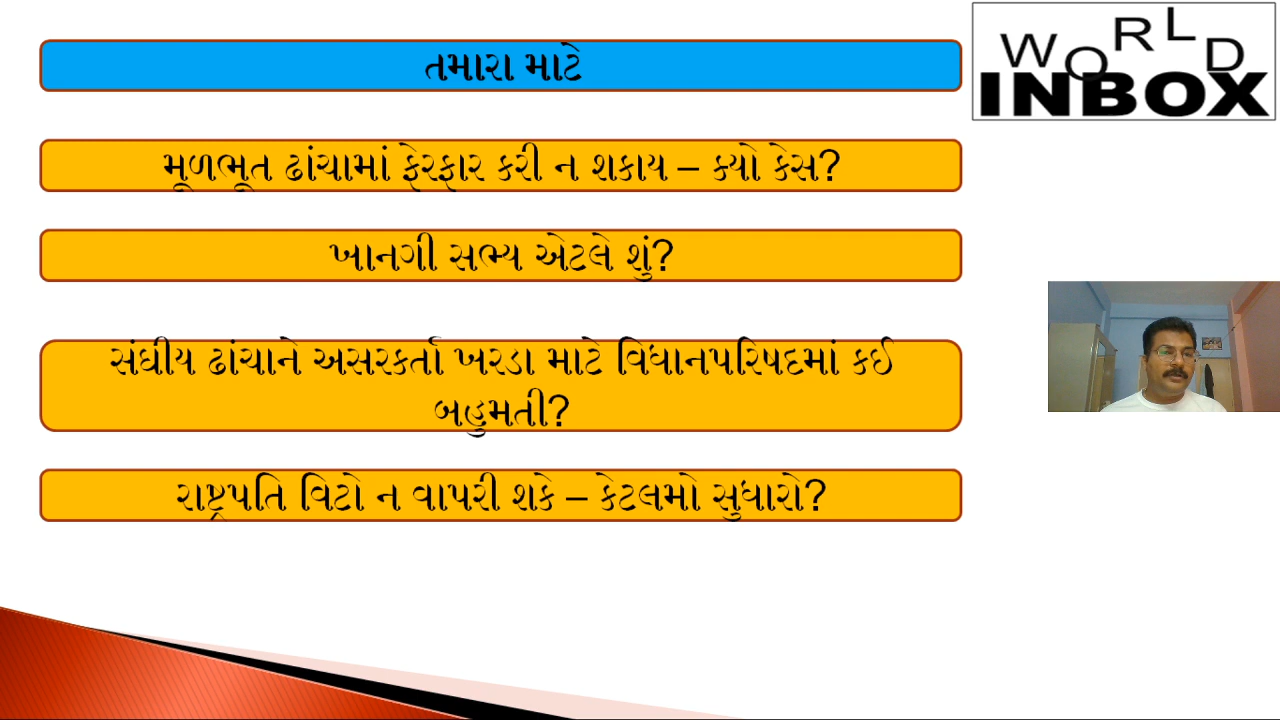 WORLD
INBOX
તમારા માટે
મૂળભૂત ઢાંચામાં ફેરફાર કરી ન શકાય – ક્યો કેસ?
ખાનગી સભ્ય એટલે શું?
સંઘીય ઢાંચાને અસરકર્તા ખરડા માટે વિધાનપરિષદમાં કઈ
બહુમતી?
રાષ્ટ્રપતિ વિટો ન વાપરી શકે – કેટલમો સુધારો?